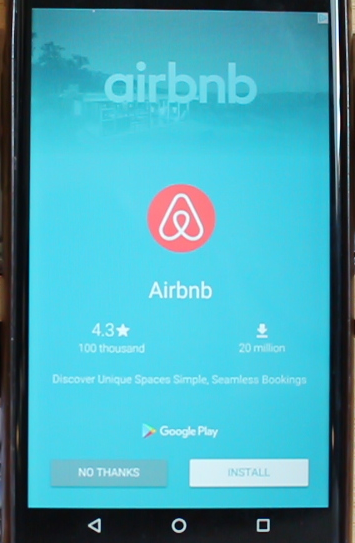 airbnb
Airbnb
4.3★
100 thousand
20 million
Discover Unique Spaces Simple, Seamless Bookings
Google Play
NO THANKS
INSTALL